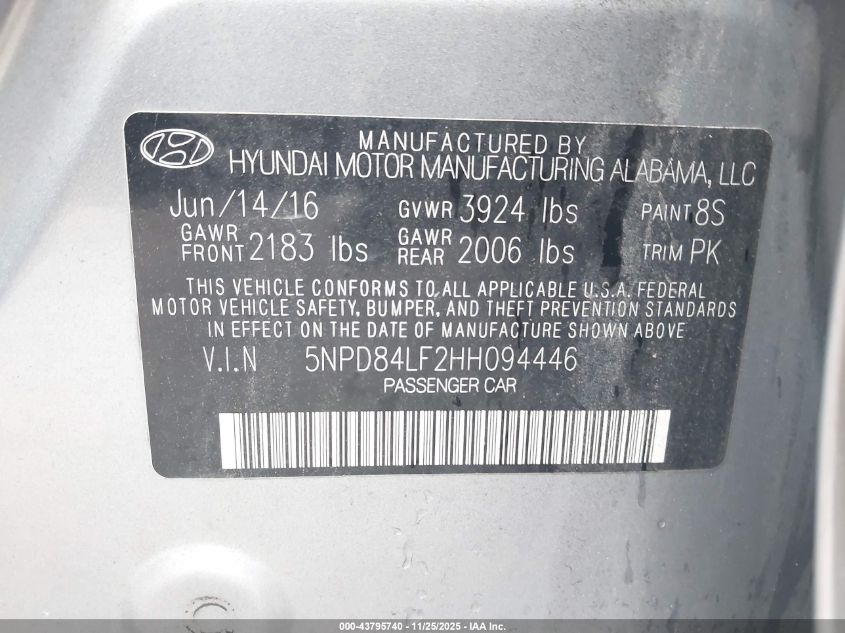 MANUFACTURED BY
HYUNDAI MOTOR MANUFACTURING ALABAMA, LLC
Jun/14/16 GVWR 3924 lbs PAINT 8S
GAWR FRONT 2183 lbs GAWR REAR 2006 lbs TRIM PK
THIS VEHICLE CONFORMS TO ALL APPLICABLE U.S.A. FEDERAL
MOTOR VEHICLE SAFETY, BUMPER, AND THEFT PREVENTION STANDARDS
IN EFFECT ON THE DATE OF MANUFACTURE SHOWN ABOVE
V.I.N 5NPD84LF2HH094446
PASSENGER CAR
000-43795740 - 11/25/2025 - IAA Inc.